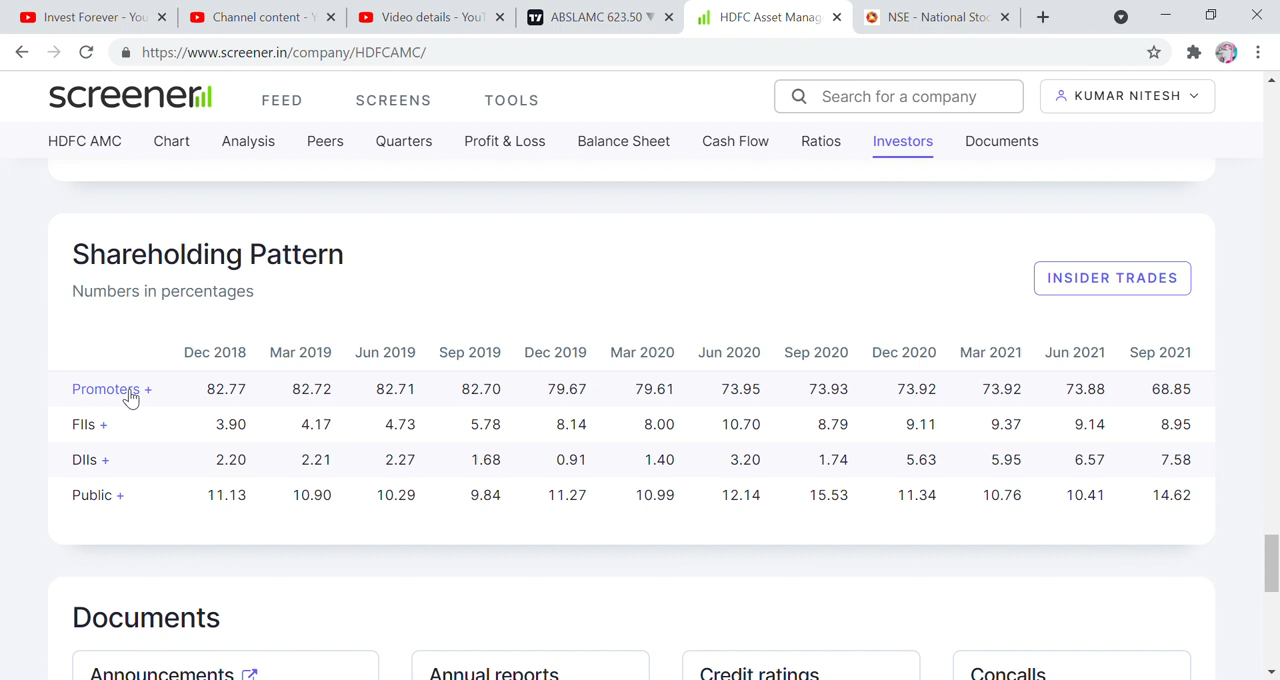 Invest Forever - You
Channel content - Y
Video details - YouT
ABSLAMC 623.50 ▼
HDFC Asset Manag
NSE - National Stoc
https://www.screener.in/company/HDFCAMC/
screener
FEED
SCREENS
TOOLS
Search for a company
KUMAR NITESH
HDFC AMC Chart Analysis Peers Quarters Profit & Loss Balance Sheet Cash Flow Ratios Investors Documents
Shareholding Pattern
Numbers in percentages
INSIDER TRADES
Dec 2018 Mar 2019 Jun 2019 Sep 2019 Dec 2019 Mar 2020 Jun 2020 Sep 2020 Dec 2020 Mar 2021 Jun 2021 Sep 2021
Promoters + 82.77 82.72 82.71 82.70 79.67 79.61 73.95 73.93 73.92 73.92 73.88 68.85
FIIs + 3.90 4.17 4.73 5.78 8.14 8.00 10.70 8.79 9.11 9.37 9.14 8.95
DIIs + 2.20 2.21 2.27 1.68 0.91 1.40 3.20 1.74 5.63 5.95 6.57 7.58
Public + 11.13 10.90 10.29 9.84 11.27 10.99 12.14 15.53 11.34 10.76 10.41 14.62
Documents
Announcements
Annual reports
Credit ratings
Concalls